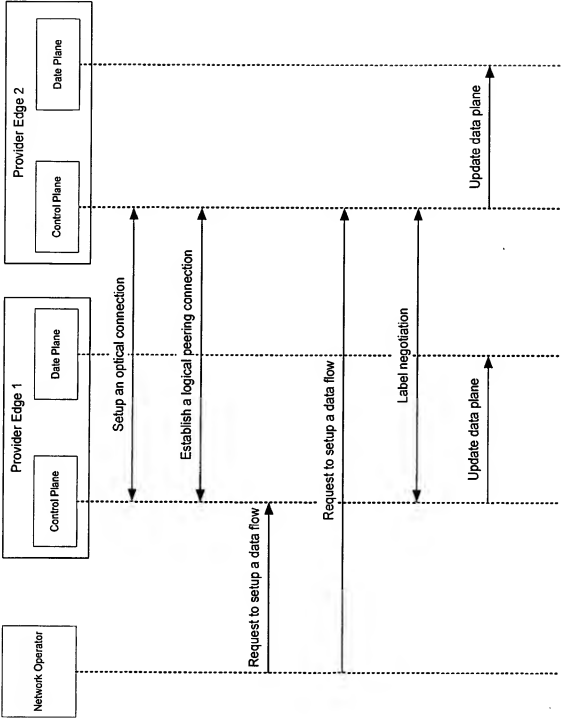 Network Operator
Provider Edge 1
Control Plane
Date Plane
Provider Edge 2
Control Plane
Date Plane
Setup an optical connection
Establish a logical peering connection
Request to setup a data flow
Request to setup a data flow
Label negotiation
Update data plane
Update data plane